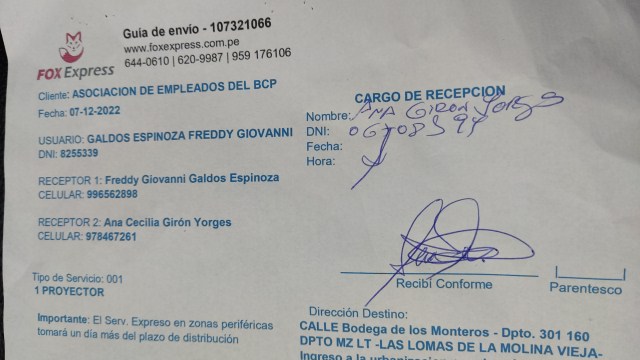 Guía de envio - 107321066
www.foxexpress.com.pe
644-0610 | 620-9987 | 959 176106
FOX Express
Cliente: ASOCIACION DE EMPLEADOS DEL BCP
Fecha: 07-12-2022
USUARIO: GALDOS ESPINOZA FREDDY GIOVANNI
DNI: 8255339
RECEPTOR 1: Freddy Giovanni Galdos Espinoza
CELULAR: 996562898
RECEPTOR 2: Ana Cecilia Girón Yorges
CELULAR: 978467261
Tipo de Servicio: 001
1 PROYECTOR
Importante: El Serv. Expreso en zonas periféricas
tomará un día más del plazo de distribución
CARGO DE RECEPCION
Nombre: ANA GIRON Yorges
DNI:
Fecha:
Hora:
Recibí Conforme
Parentesco
Dirección Destino:
CALLE Bodega de los Monteros - Dpto. 301 160
DPTO MZ LT -LAS LOMAS DE LA MOLINA VIEJA-
Ingreso a la